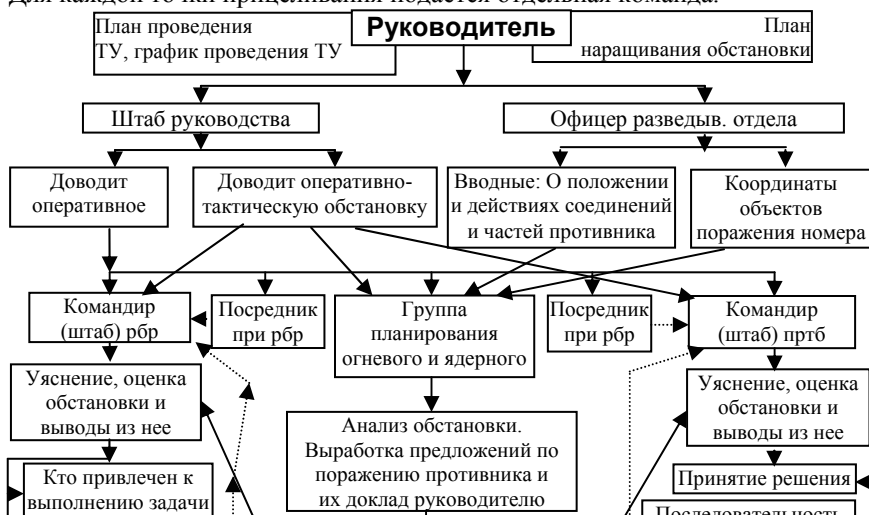 Для каждой точки прицеливания подается отдельная команда.
План проведения
ТУ, график проведения ТУ
Руководитель
План
наращивания обстановки
Штаб руководства
Офицер разведыв. отдела
Доводит
оперативное
Доводит оперативно-
тактическую обстановку
Вводные: О положении
и действиях соединений
и частей противника
Координаты
объектов
поражения номера
Командир
(штаб) рбр
Посредник
при рбр
Группа
планирования
огневого и ядерного
Посредник
при рбр
Командир
(штаб) пртб
Уяснение, оценка
обстановки и
выводы из нее
Анализ обстановки.
Выработка предложений по
поражению противника и
их доклад руководителю
Уяснение, оценка
обстановки и
выводы из нее
Кто привлечен к
выполнению задачи
Принятие решения
Последовательность